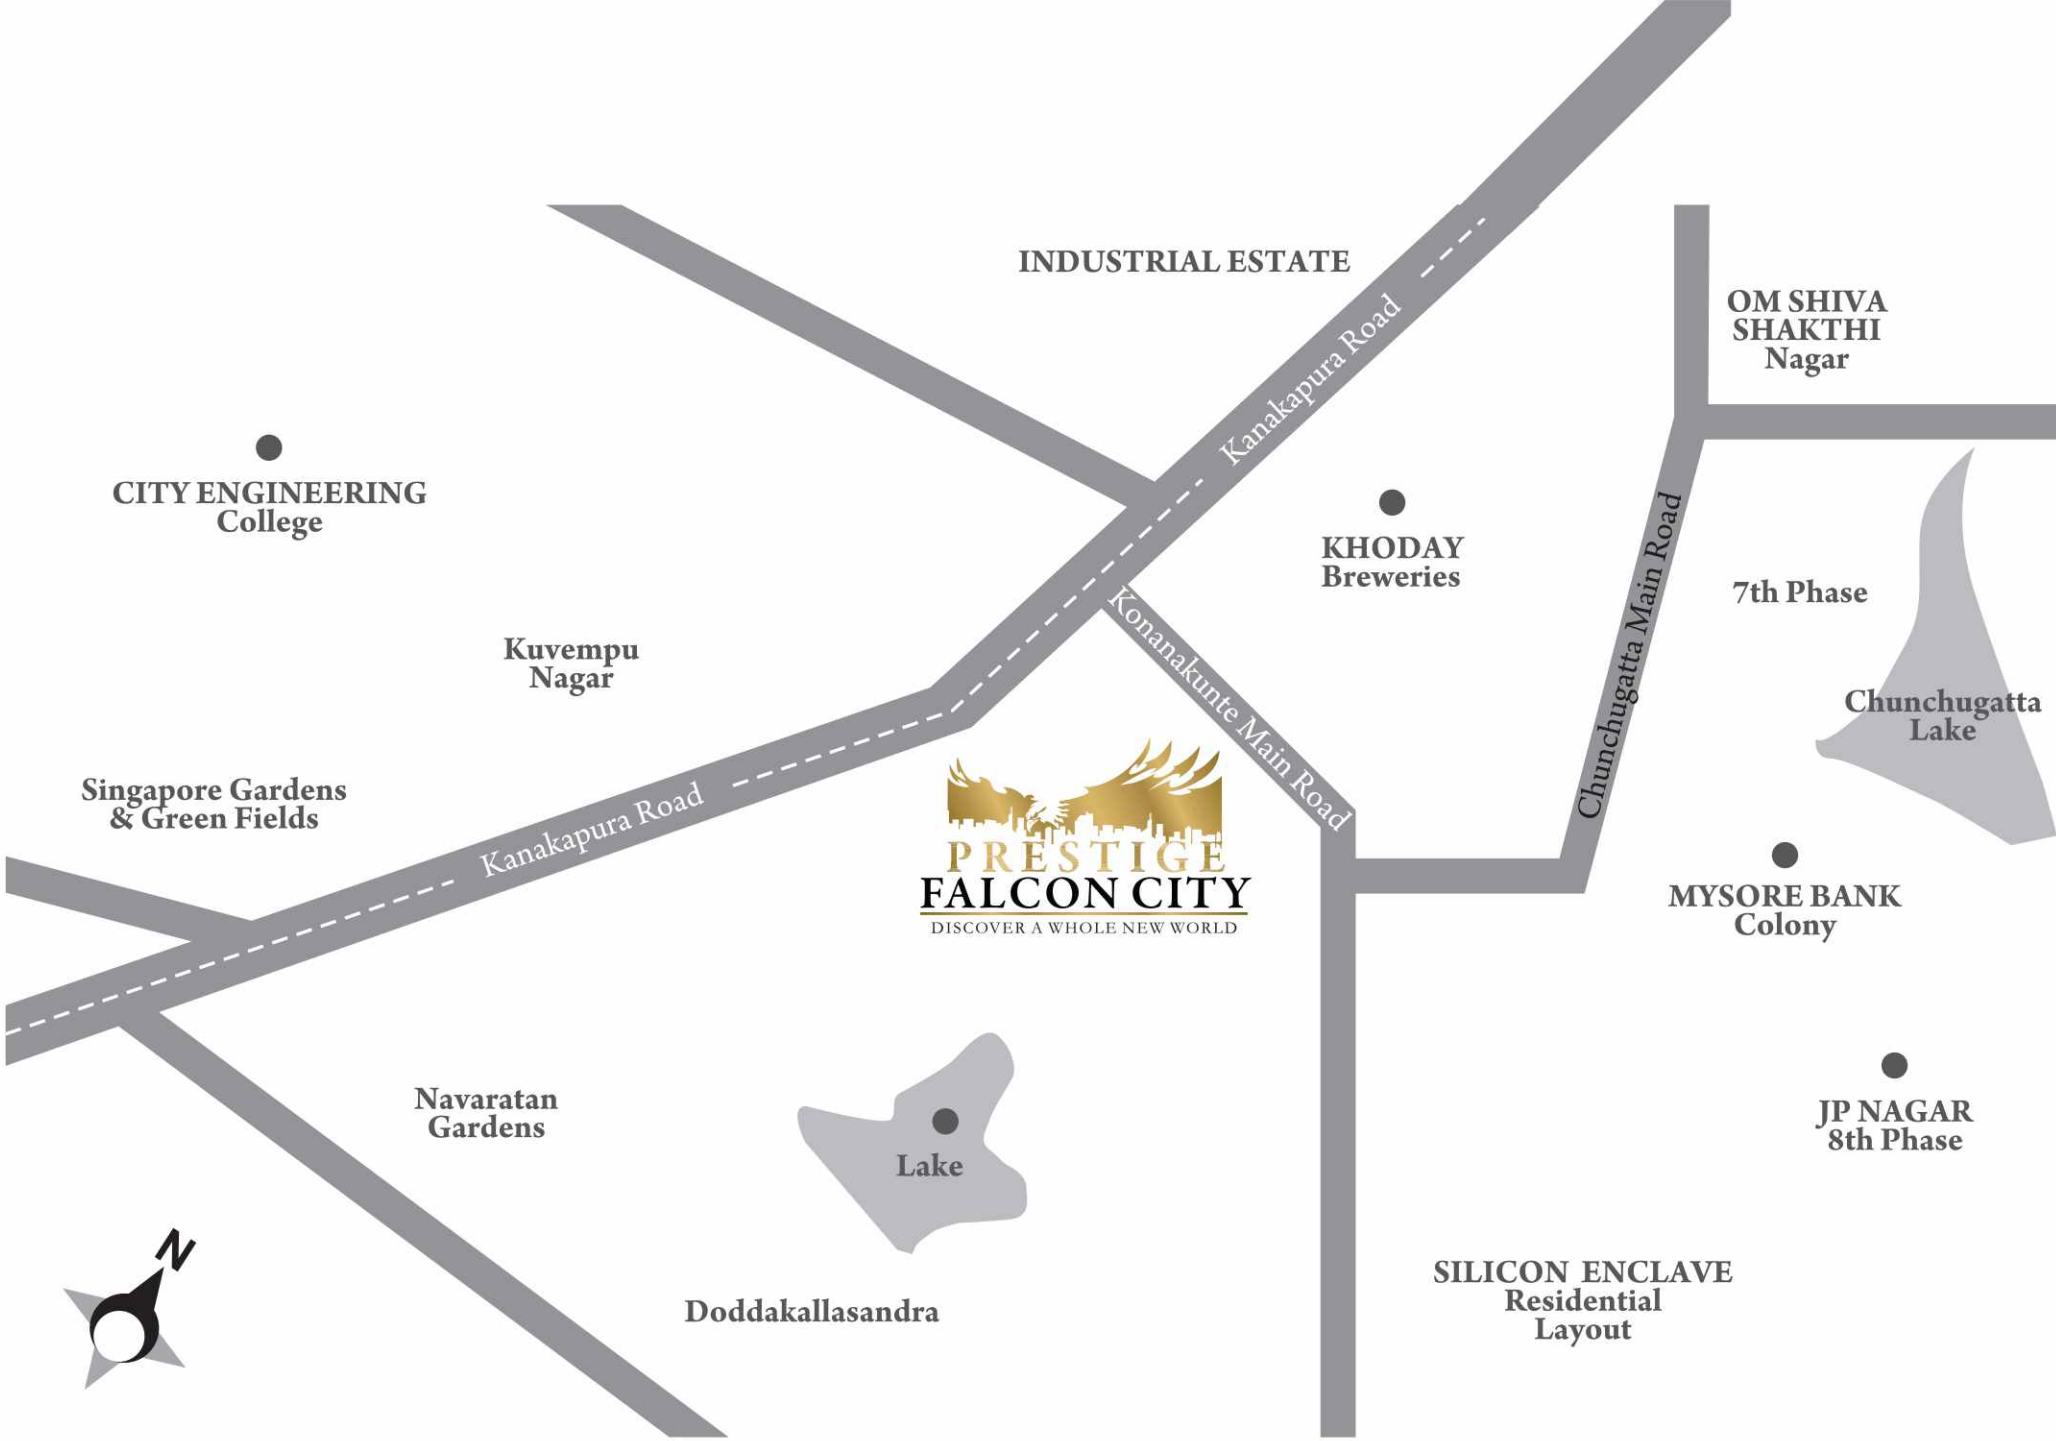 INDUSTRIAL ESTATE
OM SHIVA
SHAKTHI
Nagar
Kanakapura Road
CITY ENGINEERING
College
KHODAY
Breweries
Chunchugatta Main Road
7th Phase
Kuvempu
Nagar
Konanakunte Main Road
Chunchugatta
Lake
Singapore Gardens
& Green Fields
Kanakapura Road
PRESTIGE
FALCON CITY
DISCOVER A WHOLE NEW WORLD
MYSORE BANK
Colony
Navaratan
Gardens
Lake
JP NAGAR
8th Phase
N
Doddakallasandra
SILICON ENCLAVE
Residential
Layout